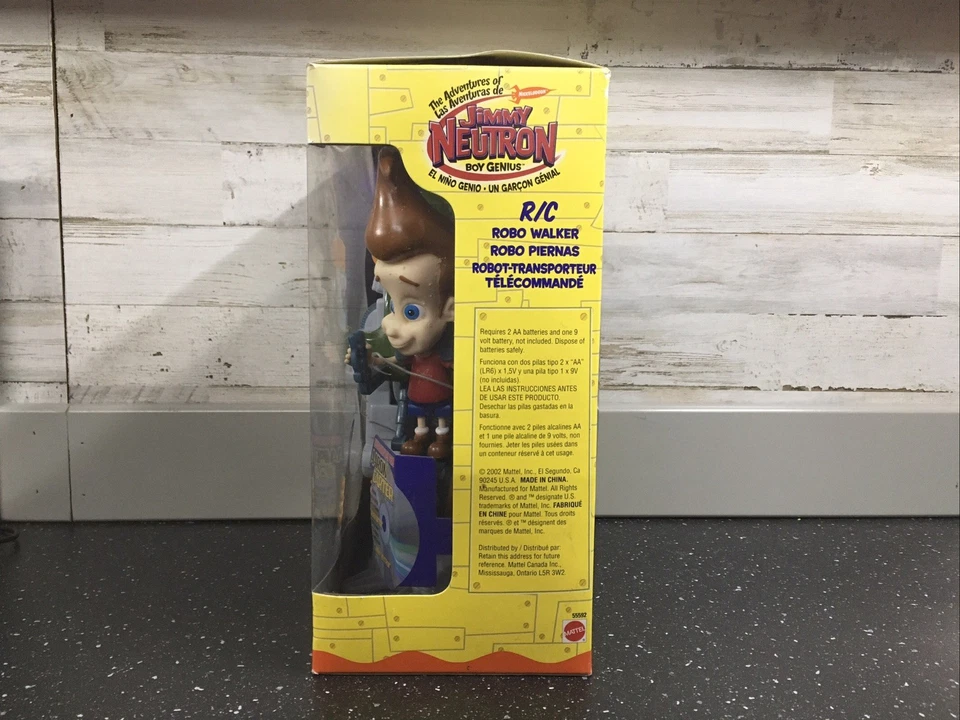 The Adventures of
Las Aventuras de
NICKELODEON
JIMMY
NEUTRON
BOY GENIUS™
EL NIÑO GENIO · UN GARÇON GÉNIAL
R/C
ROBO WALKER
ROBO PIERNAS
ROBOT-TRANSPORTEUR
TÉLÉCOMMANDÉ
Requires 2 AA batteries and one 9
volt battery, not included. Dispose of
batteries safely.
Funciona con dos pilas tipo 2 x "AA"
(LR6) x 1,5V y una pila tipo 1 x 9V
(no incluidas).
LEA LAS INSTRUCCIONES ANTES
DE USAR ESTE PRODUCTO.
Desechar las pilas gastadas en la
basura.
Fonctionne avec 2 piles alcalines AA
et 1 une pile alcaline de 9 volts, non
fournies. Jeter les piles usées dans
un conteneur réservé à cet usage.
© 2002 Mattel, Inc., El Segundo, Ca
90245 U.S.A. MADE IN CHINA.
Manufactured for Mattel. All Rights
Reserved. ® and ™ designate U.S.
trademarks of Mattel, Inc. FABRIQUÉ
EN CHINE pour Mattel. Tous droits
réservés. ® et ™ désignent des
marques de Mattel, Inc.
Distributed by / Distribué par:
Retain this address for future
reference. Mattel Canada Inc.,
Mississauga, Ontario L5R 3W2.
55592
MATTEL